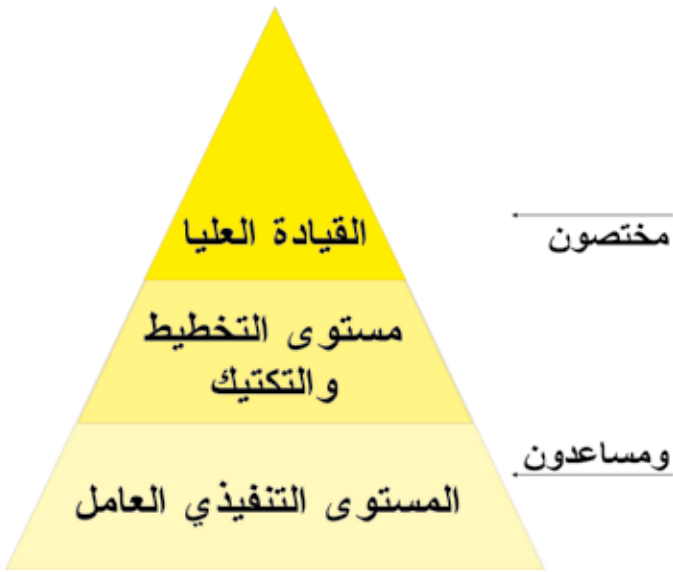 القيادة العليا
مختصون
مستوى التخطيط
والتكتيك
ومساعدون
المستوى التنفيذي العامل